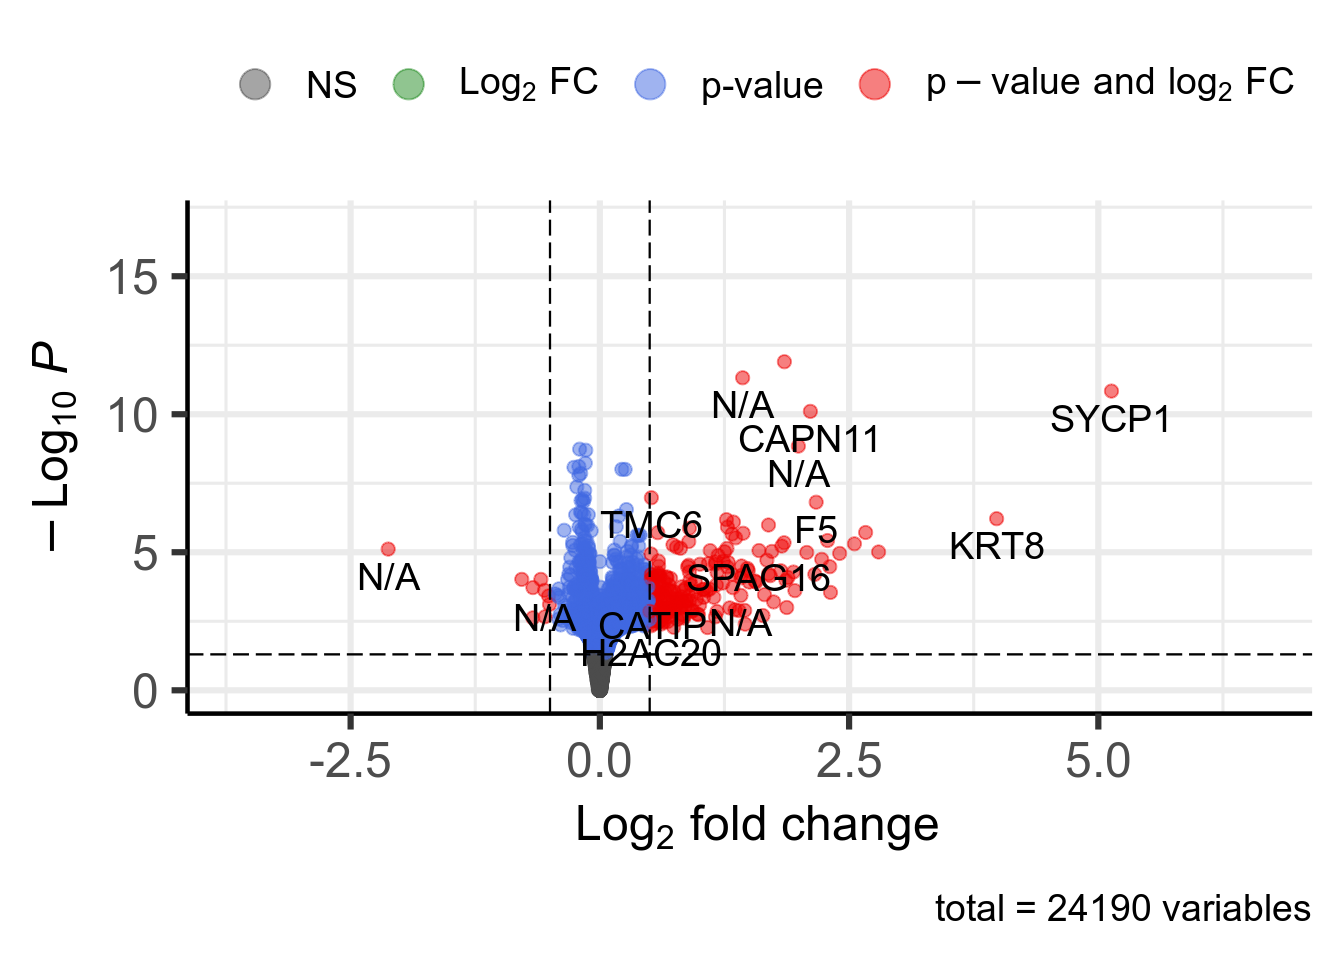 NS Log₂ FC p-value p − value and log₂ FC
− Log₁₀ P
15
10
5
0
N/A
SYCP1
CAPN11
N/A
TMC6
F5
KRT8
N/A
SPAG16
N/A
CATIP
N/A
H2AC20
-2.5 0.0 2.5 5.0
Log₂ fold change
total = 24190 variables